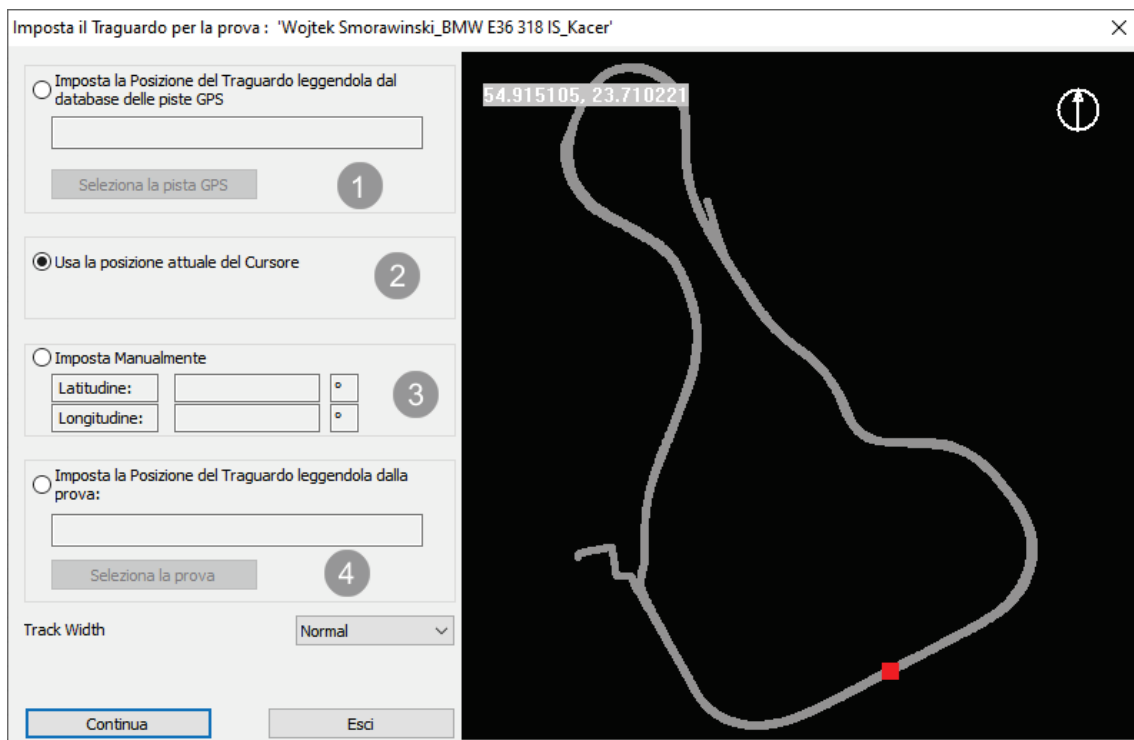 Imposta il Traguardo per la prova : 'Wojtek Smorawinski_BMW E36 318 IS_Kacer'
Imposta la Posizione del Traguardo leggendola dal
database delle piste GPS
Seleziona la pista GPS
1
Usa la posizione attuale del Cursore
2
Imposta Manualmente
Latitudine:
°
Longitudine:
°
3
Imposta la Posizione del Traguardo leggendola dalla
prova:
Seleziona la prova
4
Track Width
Normal
Continua
Esci
54.915105, 23.710221